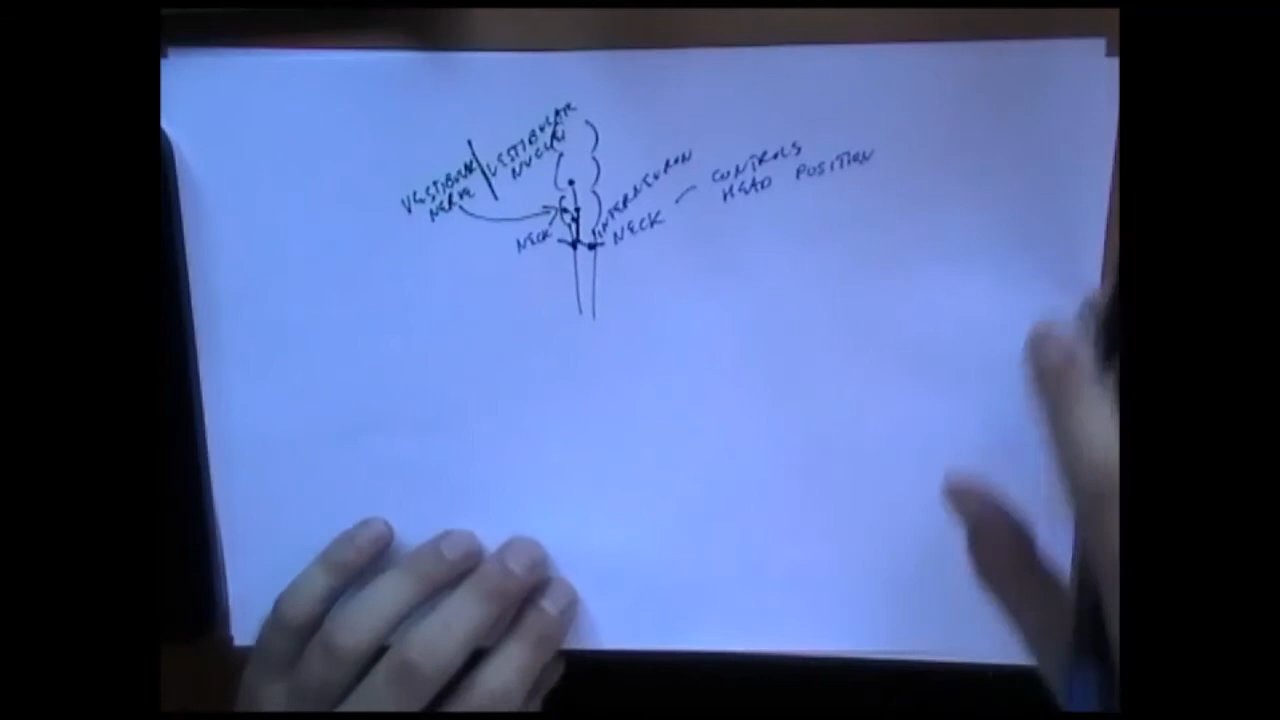 VESTIBULAR
NERVE
VESTIBULAR
NUCLEI
NECK
INTERNEURON
NECK
CONTROLS
HEAD POSITION